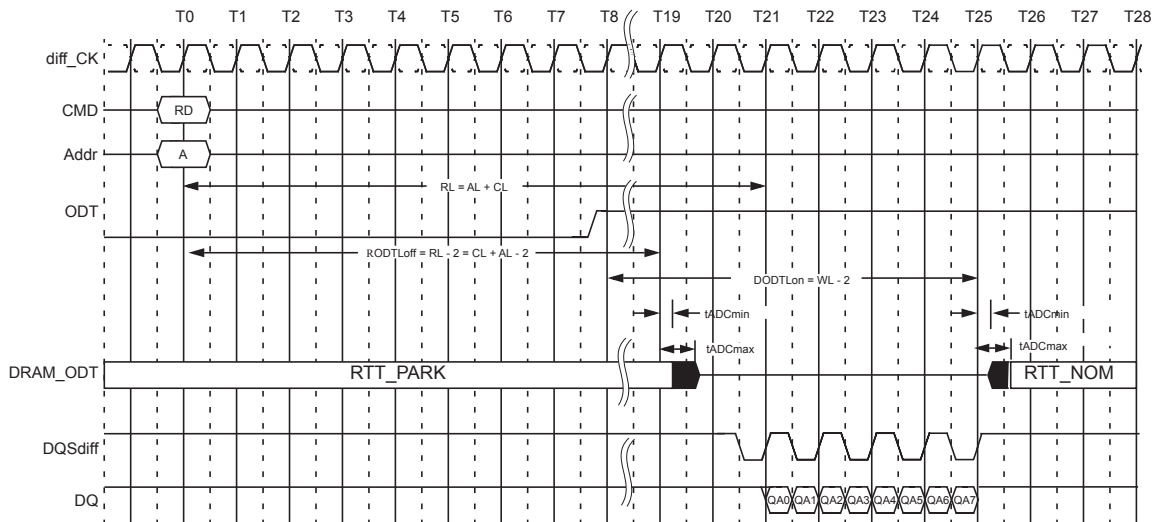 T0 T1 T2 T3 T4 T5 T6 T7 T8 T19 T20 T21 T22 T23 T24 T25 T26 T27 T28
diff_CK
CMD RD
Addr A
RL = AL + CL
ODT
RODTLoff = RL - 2 = CL + AL - 2
DODTLon = WL - 2
tADCmin tADCmin
tADCmax tADCmax
DRAM_ODT RTT_PARK RTT_NOM
DQSdiff
DQ QA0 QA1 QA2 QA3 QA4 QA5 QA6 QA7